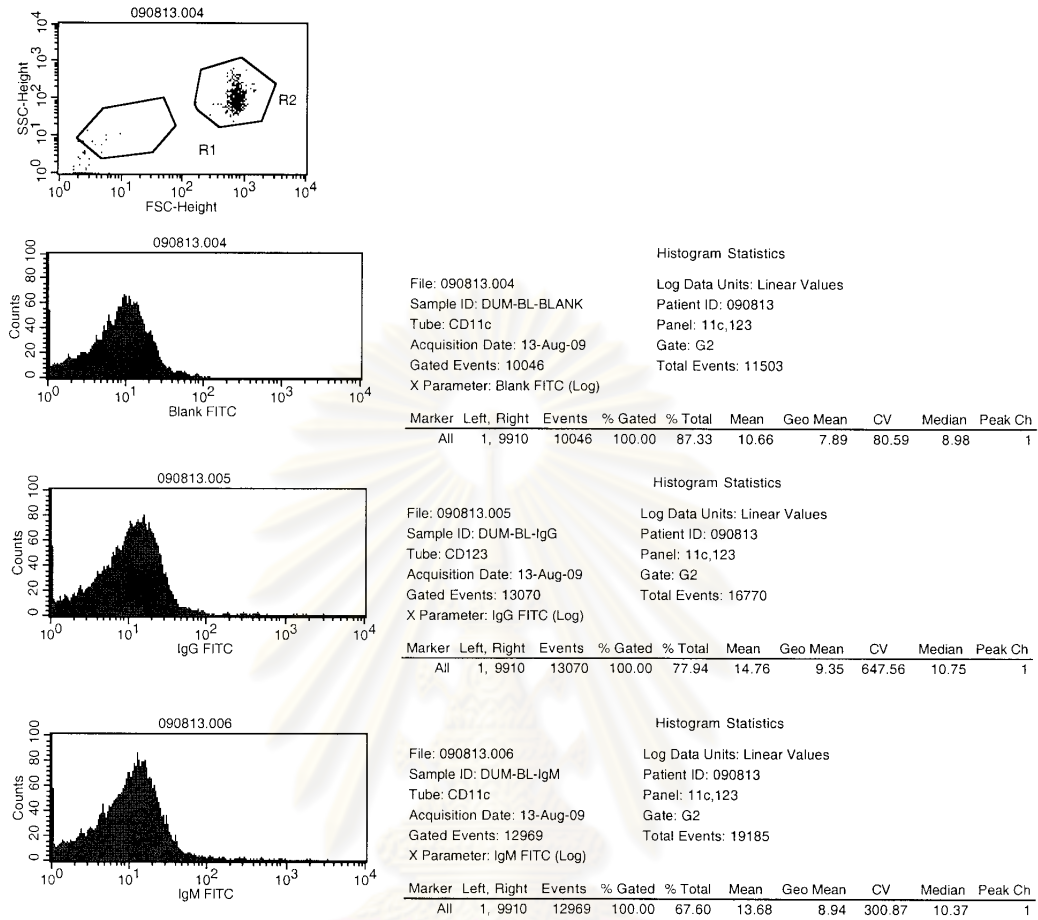 090813.004
SSC-Height
10^4
10^3
10^2
10^1
10^0
R2
R1
10^0 10^1 10^2 10^3 10^4
FSC-Height
090813.004
Counts
100
80
60
40
20
0
10^0 10^1 10^2 10^3 10^4
Blank FITC
Histogram Statistics
File: 090813.004 Log Data Units: Linear Values
Sample ID: DUM-BL-BLANK Patient ID: 090813
Tube: CD11c Panel: 11c,123
Acquisition Date: 13-Aug-09 Gate: G2
Gated Events: 10046 Total Events: 11503
X Parameter: Blank FITC (Log)
Marker Left, Right Events % Gated % Total Mean Geo Mean CV Median Peak Ch
All 1, 9910 10046 100.00 87.33 10.66 7.89 80.59 8.98 1
090813.005
Counts
100
80
60
40
20
0
10^0 10^1 10^2 10^3 10^4
IgG FITC
Histogram Statistics
File: 090813.005 Log Data Units: Linear Values
Sample ID: DUM-BL-IgG Patient ID: 090813
Tube: CD123 Panel: 11c,123
Acquisition Date: 13-Aug-09 Gate: G2
Gated Events: 13070 Total Events: 16770
X Parameter: IgG FITC (Log)
Marker Left, Right Events % Gated % Total Mean Geo Mean CV Median Peak Ch
All 1, 9910 13070 100.00 77.94 14.76 9.35 647.56 10.75 1
090813.006
Counts
100
80
60
40
20
0
10^0 10^1 10^2 10^3 10^4
IgM FITC
Histogram Statistics
File: 090813.006 Log Data Units: Linear Values
Sample ID: DUM-BL-IgM Patient ID: 090813
Tube: CD11c Panel: 11c,123
Acquisition Date: 13-Aug-09 Gate: G2
Gated Events: 12969 Total Events: 19185
X Parameter: IgM FITC (Log)
Marker Left, Right Events % Gated % Total Mean Geo Mean CV Median Peak Ch
All 1, 9910 12969 100.00 67.60 13.68 8.94 300.87 10.37 1